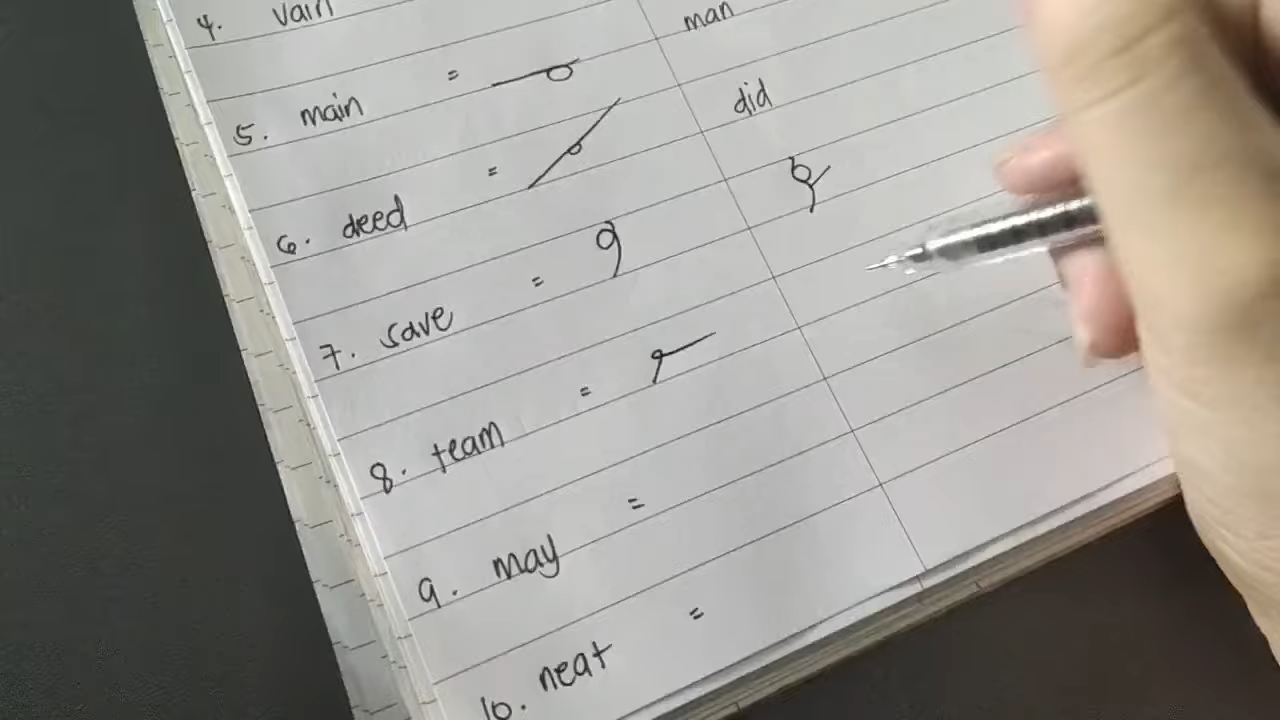 4. vain
man
5. main =
did
6. deed =
7. save =
8. team =
9. may =
10. neat =